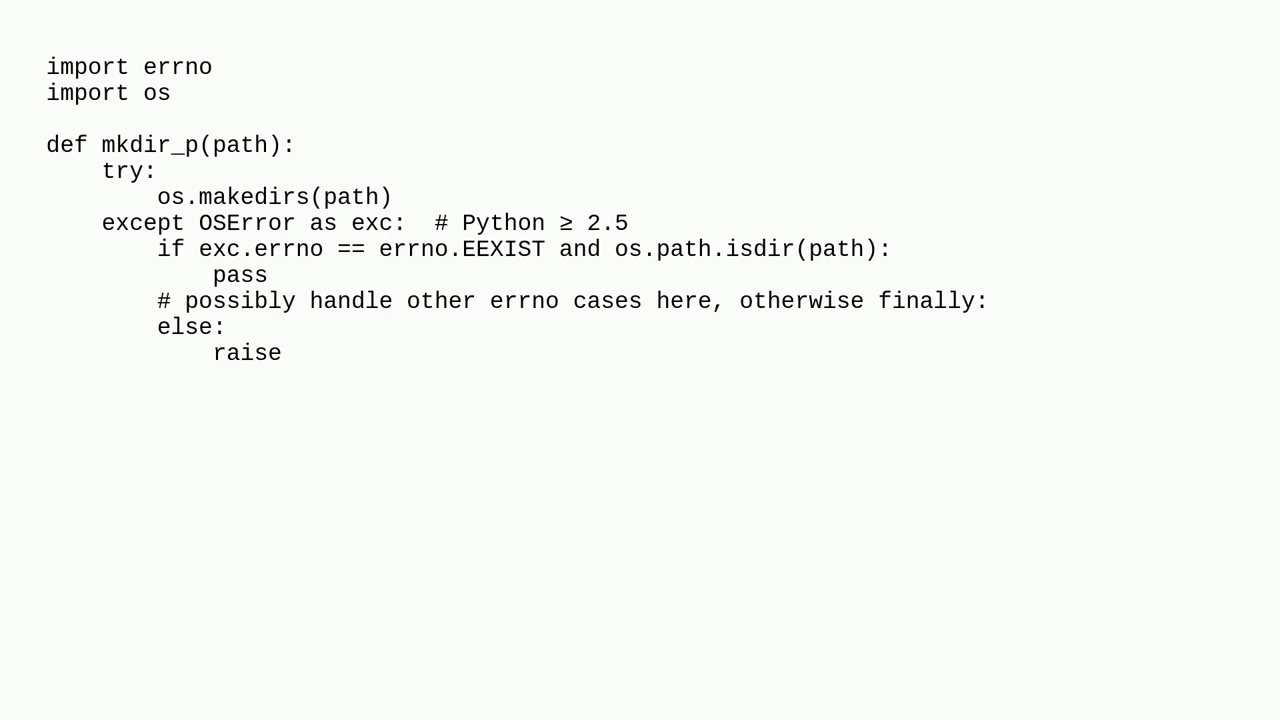 import errno
import os

def mkdir_p(path):
    try:
        os.makedirs(path)
    except OSError as exc:  # Python ≥ 2.5
        if exc.errno == errno.EEXIST and os.path.isdir(path):
            pass
        # possibly handle other errno cases here, otherwise finally:
        else:
            raise